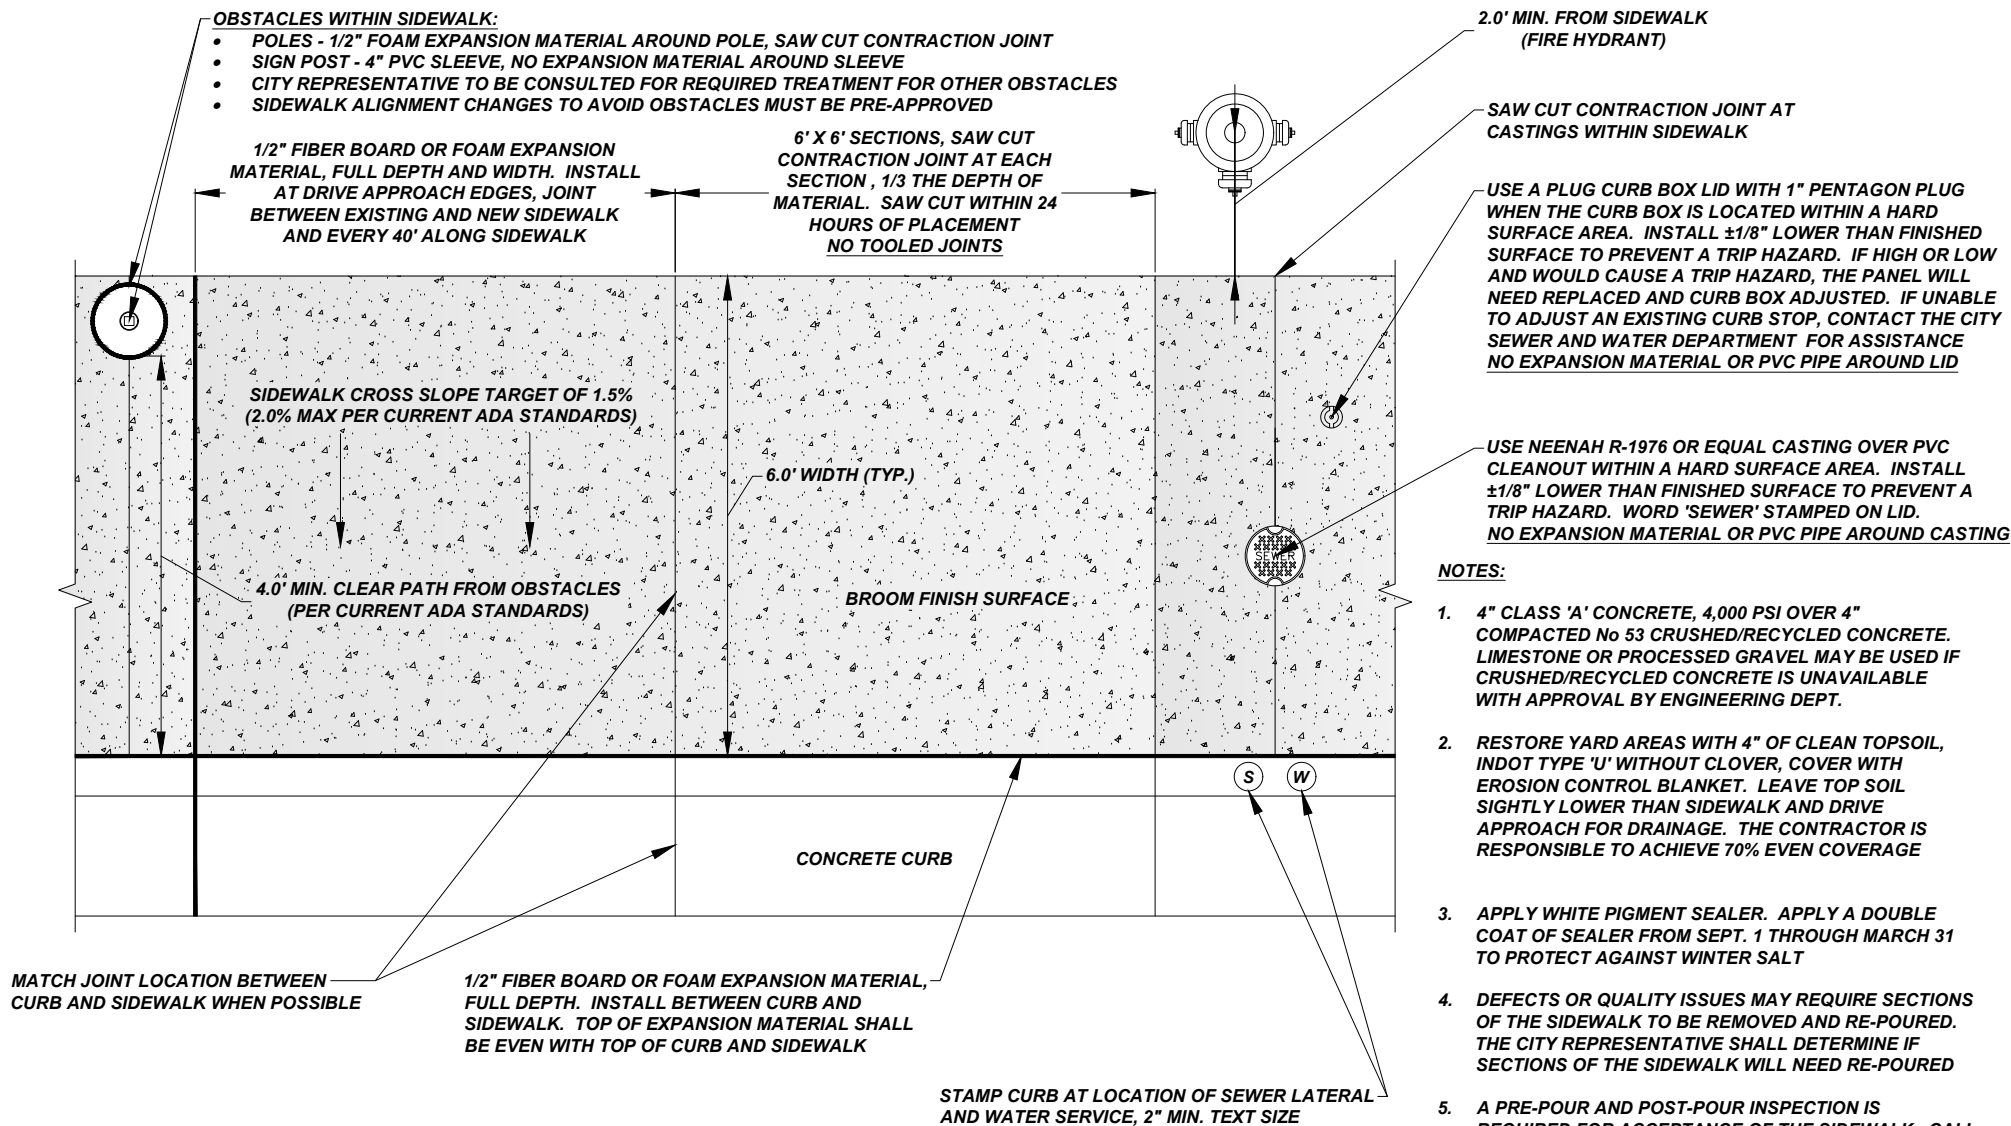 OBSTACLES WITHIN SIDEWALK:
• POLES - 1/2" FOAM EXPANSION MATERIAL AROUND POLE, SAW CUT CONTRACTION JOINT
• SIGN POST - 4" PVC SLEEVE, NO EXPANSION MATERIAL AROUND SLEEVE
• CITY REPRESENTATIVE TO BE CONSULTED FOR REQUIRED TREATMENT FOR OTHER OBSTACLES
• SIDEWALK ALIGNMENT CHANGES TO AVOID OBSTACLES MUST BE PRE-APPROVED
1/2" FIBER BOARD OR FOAM EXPANSION
MATERIAL, FULL DEPTH AND WIDTH. INSTALL
AT DRIVE APPROACH EDGES, JOINT
BETWEEN EXISTING AND NEW SIDEWALK
AND EVERY 40' ALONG SIDEWALK
6' X 6' SECTIONS, SAW CUT
CONTRACTION JOINT AT EACH
SECTION , 1/3 THE DEPTH OF
MATERIAL. SAW CUT WITHIN 24
HOURS OF PLACEMENT
NO TOOLED JOINTS
2.0' MIN. FROM SIDEWALK
(FIRE HYDRANT)
SAW CUT CONTRACTION JOINT AT
CASTINGS WITHIN SIDEWALK
USE A PLUG CURB BOX LID WITH 1" PENTAGON PLUG
WHEN THE CURB BOX IS LOCATED WITHIN A HARD
SURFACE AREA. INSTALL ±1/8" LOWER THAN FINISHED
SURFACE TO PREVENT A TRIP HAZARD. IF HIGH OR LOW
AND WOULD CAUSE A TRIP HAZARD, THE PANEL WILL
NEED REPLACED AND CURB BOX ADJUSTED. IF UNABLE
TO ADJUST AN EXISTING CURB STOP, CONTACT THE CITY
SEWER AND WATER DEPARTMENT FOR ASSISTANCE
NO EXPANSION MATERIAL OR PVC PIPE AROUND LID
SIDEWALK CROSS SLOPE TARGET OF 1.5%
(2.0% MAX PER CURRENT ADA STANDARDS)
6.0' WIDTH (TYP.)
USE NEENAH R-1976 OR EQUAL CASTING OVER PVC
CLEANOUT WITHIN A HARD SURFACE AREA. INSTALL
±1/8" LOWER THAN FINISHED SURFACE TO PREVENT A
TRIP HAZARD. WORD 'SEWER' STAMPED ON LID.
NO EXPANSION MATERIAL OR PVC PIPE AROUND CASTING
SEWER
4.0' MIN. CLEAR PATH FROM OBSTACLES
(PER CURRENT ADA STANDARDS)
BROOM FINISH SURFACE
S
W
CONCRETE CURB
MATCH JOINT LOCATION BETWEEN
CURB AND SIDEWALK WHEN POSSIBLE
1/2" FIBER BOARD OR FOAM EXPANSION MATERIAL,
FULL DEPTH. INSTALL BETWEEN CURB AND
SIDEWALK. TOP OF EXPANSION MATERIAL SHALL
BE EVEN WITH TOP OF CURB AND SIDEWALK
STAMP CURB AT LOCATION OF SEWER LATERAL
AND WATER SERVICE, 2" MIN. TEXT SIZE
NOTES:
1. 4" CLASS 'A' CONCRETE, 4,000 PSI OVER 4"
COMPACTED No 53 CRUSHED/RECYCLED CONCRETE.
LIMESTONE OR PROCESSED GRAVEL MAY BE USED IF
CRUSHED/RECYCLED CONCRETE IS UNAVAILABLE
WITH APPROVAL BY ENGINEERING DEPT.
2. RESTORE YARD AREAS WITH 4" OF CLEAN TOPSOIL,
INDOT TYPE 'U' WITHOUT CLOVER, COVER WITH
EROSION CONTROL BLANKET. LEAVE TOP SOIL
SIGHTLY LOWER THAN SIDEWALK AND DRIVE
APPROACH FOR DRAINAGE. THE CONTRACTOR IS
RESPONSIBLE TO ACHIEVE 70% EVEN COVERAGE
3. APPLY WHITE PIGMENT SEALER. APPLY A DOUBLE
COAT OF SEALER FROM SEPT. 1 THROUGH MARCH 31
TO PROTECT AGAINST WINTER SALT
4. DEFECTS OR QUALITY ISSUES MAY REQUIRE SECTIONS
OF THE SIDEWALK TO BE REMOVED AND RE-POURED.
THE CITY REPRESENTATIVE SHALL DETERMINE IF
SECTIONS OF THE SIDEWALK WILL NEED RE-POURED
5. A PRE-POUR AND POST-POUR INSPECTION IS
REQUIRED FOR ACCEPTANCE OF THE SIDEWALK. CALL